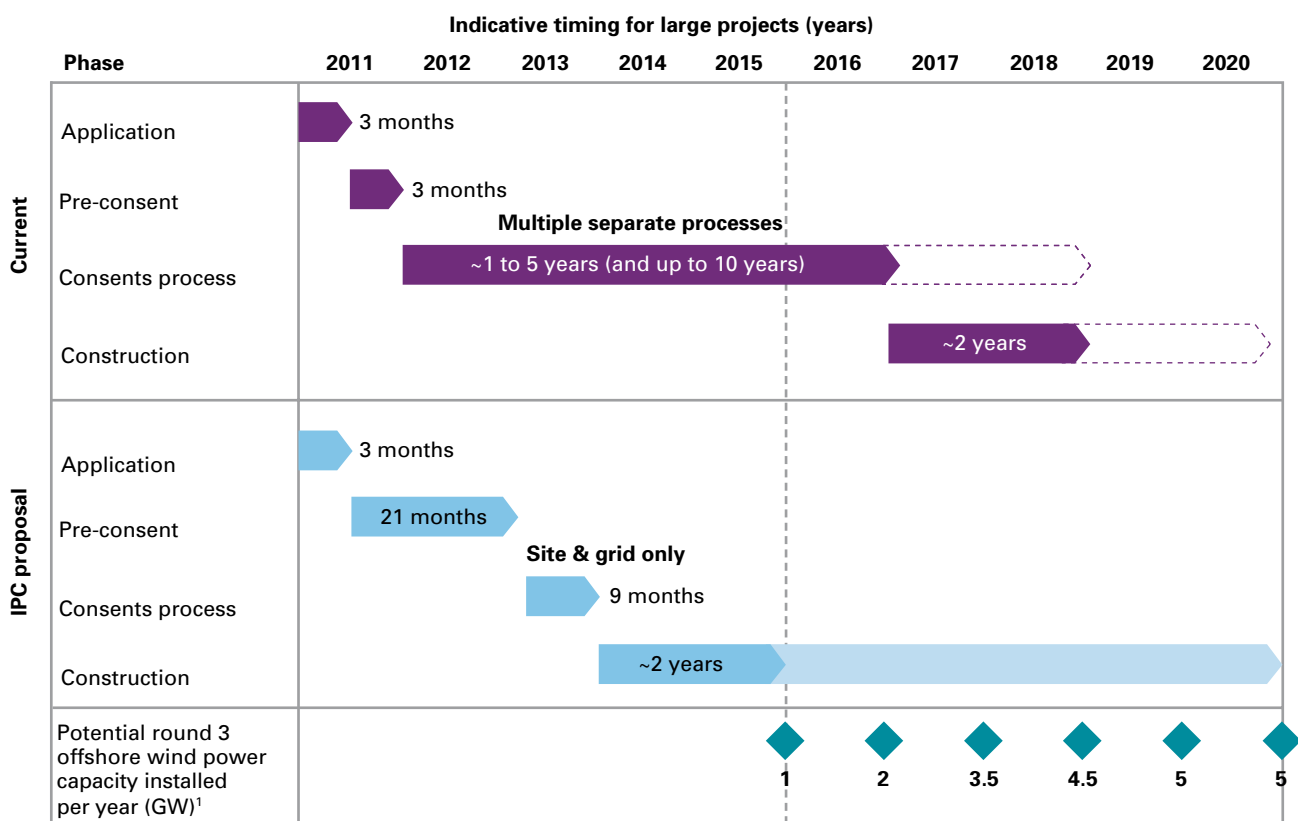 Indicative timing for large projects (years)
Phase 2011 2012 2013 2014 2015 2016 2017 2018 2019 2020
Current
Application 3 months
Pre-consent 3 months
Multiple separate processes
Consents process ~1 to 5 years (and up to 10 years)
Construction ~2 years
IPC proposal
Application 3 months
Pre-consent 21 months
Site & grid only
Consents process 9 months
Construction ~2 years
Potential round 3
offshore wind power
capacity installed
per year (GW)¹
1 2 3.5 4.5 5 5